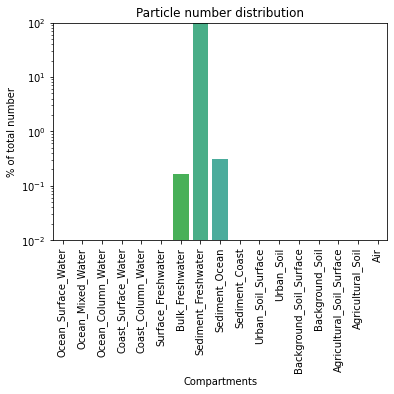 Particle number distribution
% of total number
10²
10¹
10⁰
10⁻¹
10⁻²
Ocean_Surface_Water
Ocean_Mixed_Water
Ocean_Column_Water
Coast_Surface_Water
Coast_Column_Water
Surface_Freshwater
Bulk_Freshwater
Sediment_Freshwater
Sediment_Ocean
Sediment_Coast
Urban_Soil_Surface
Urban_Soil
Background_Soil_Surface
Background_Soil
Agricultural_Soil_Surface
Agricultural_Soil
Air
Compartments